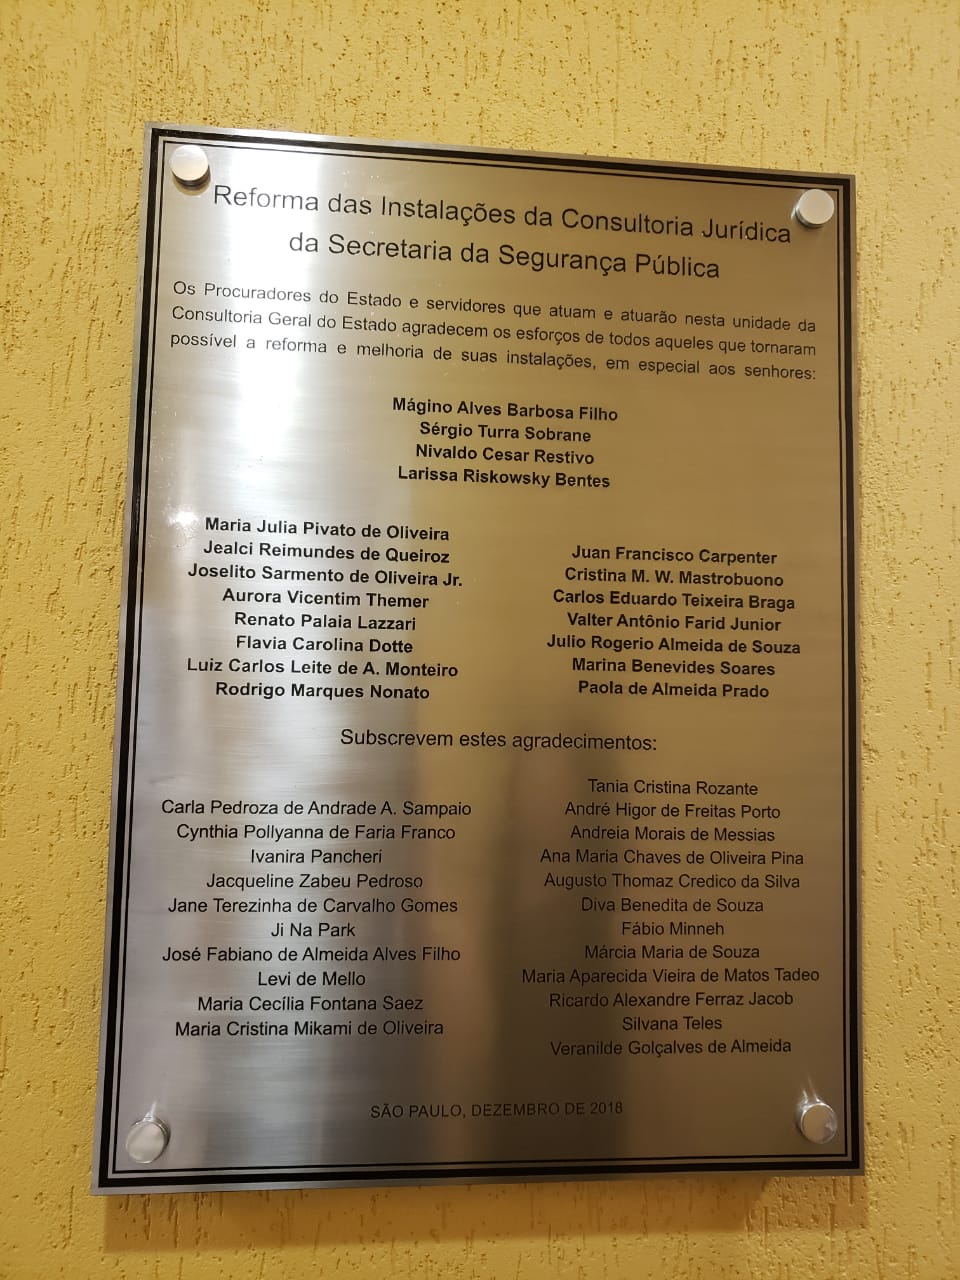 Reforma das Instalações da Consultoria Jurídica
da Secretaria da Segurança Pública
Os Procuradores do Estado e servidores que atuam e atuarão nesta unidade da
Consultoria Geral do Estado agradecem os esforços de todos aqueles que tornaram
possível a reforma e melhoria de suas instalações, em especial aos senhores:
Mágino Alves Barbosa Filho
Sérgio Turra Sobrane
Nivaldo Cesar Restivo
Larissa Riskowsky Bentes
Maria Julia Pivato de Oliveira
Jealci Reimundes de Queiroz
Joselito Sarmento de Oliveira Jr.
Aurora Vicentim Themer
Renato Palaia Lazzari
Flavia Carolina Dotte
Luiz Carlos Leite de A. Monteiro
Rodrigo Marques Nonato
Juan Francisco Carpenter
Cristina M. W. Mastrobuono
Carlos Eduardo Teixeira Braga
Valter Antônio Farid Junior
Julio Rogerio Almeida de Souza
Marina Benevides Soares
Paola de Almeida Prado
Subscrevem estes agradecimentos:
Carla Pedroza de Andrade A. Sampaio
Cynthia Pollyanna de Faria Franco
Ivanira Pancheri
Jacqueline Zabeu Pedroso
Jane Terezinha de Carvalho Gomes
Ji Na Park
José Fabiano de Almeida Alves Filho
Levi de Mello
Maria Cecília Fontana Saez
Maria Cristina Mikami de Oliveira
Tania Cristina Rozante
André Higor de Freitas Porto
Andreia Morais de Messias
Ana Maria Chaves de Oliveira Pina
Augusto Thomaz Credico da Silva
Diva Benedita de Souza
Fábio Minneh
Márcia Maria de Souza
Maria Aparecida Vieira de Matos Tadeo
Ricardo Alexandre Ferraz Jacob
Silvana Teles
Veranilde Golçalves de Almeida
SÃO PAULO, DEZEMBRO DE 2018